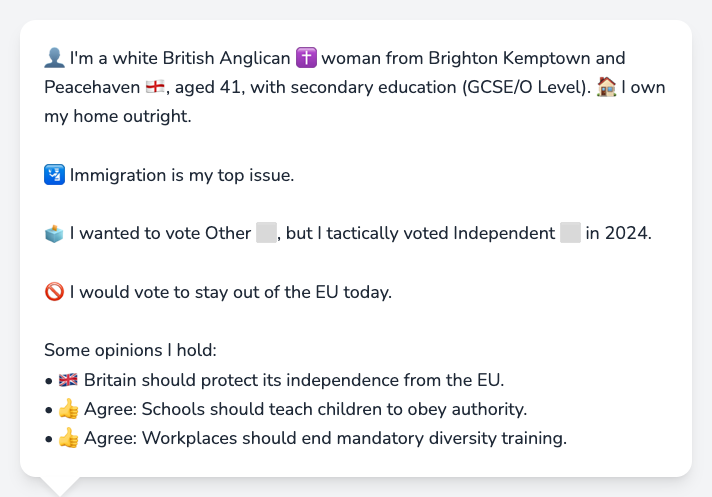 👤 I'm a white British Anglican ✝️ woman from Brighton Kemptown and
Peacehaven 🏴󠁧󠁢󠁥󠁮󠁧󠁿, aged 41, with secondary education (GCSE/O Level). 🏠 I own
my home outright.
🛂 Immigration is my top issue.
🗳️ I wanted to vote Other ⬜, but I tactically voted Independent ⬜ in 2024.
🚫 I would vote to stay out of the EU today.
Some opinions I hold:
• 🇬🇧 Britain should protect its independence from the EU.
• 👍 Agree: Schools should teach children to obey authority.
• 👍 Agree: Workplaces should end mandatory diversity training.